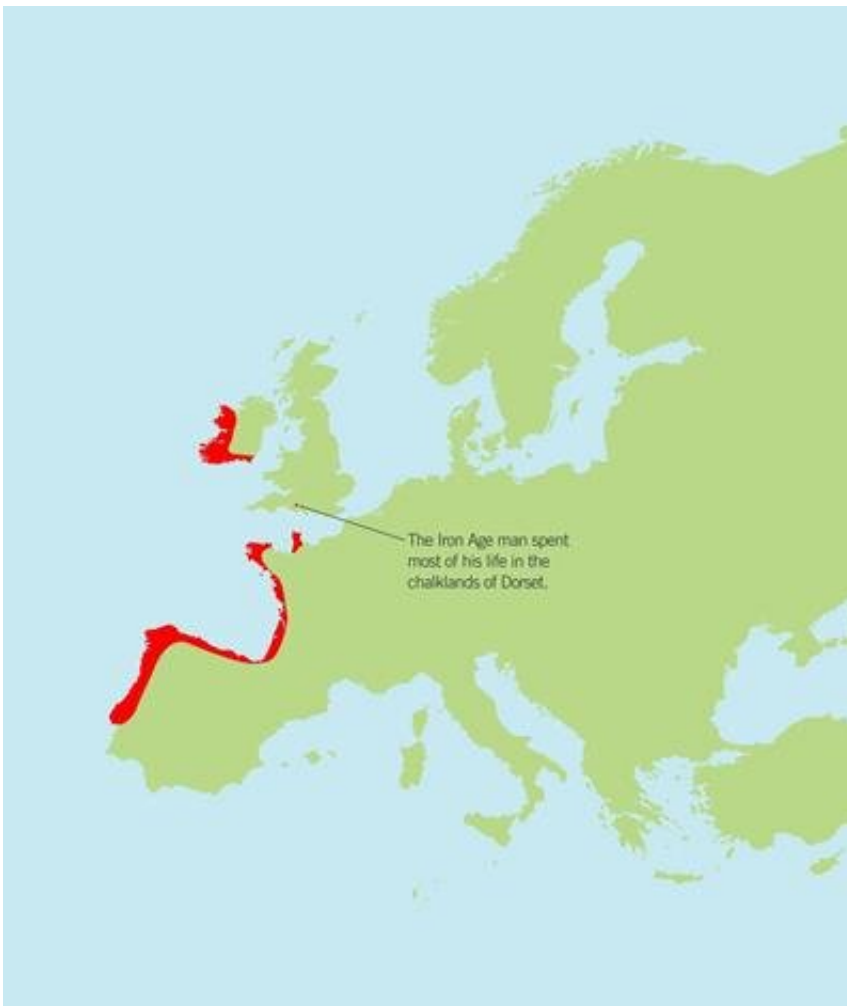 The Iron Age man spent
most of his life in the
chalklands of Dorset.